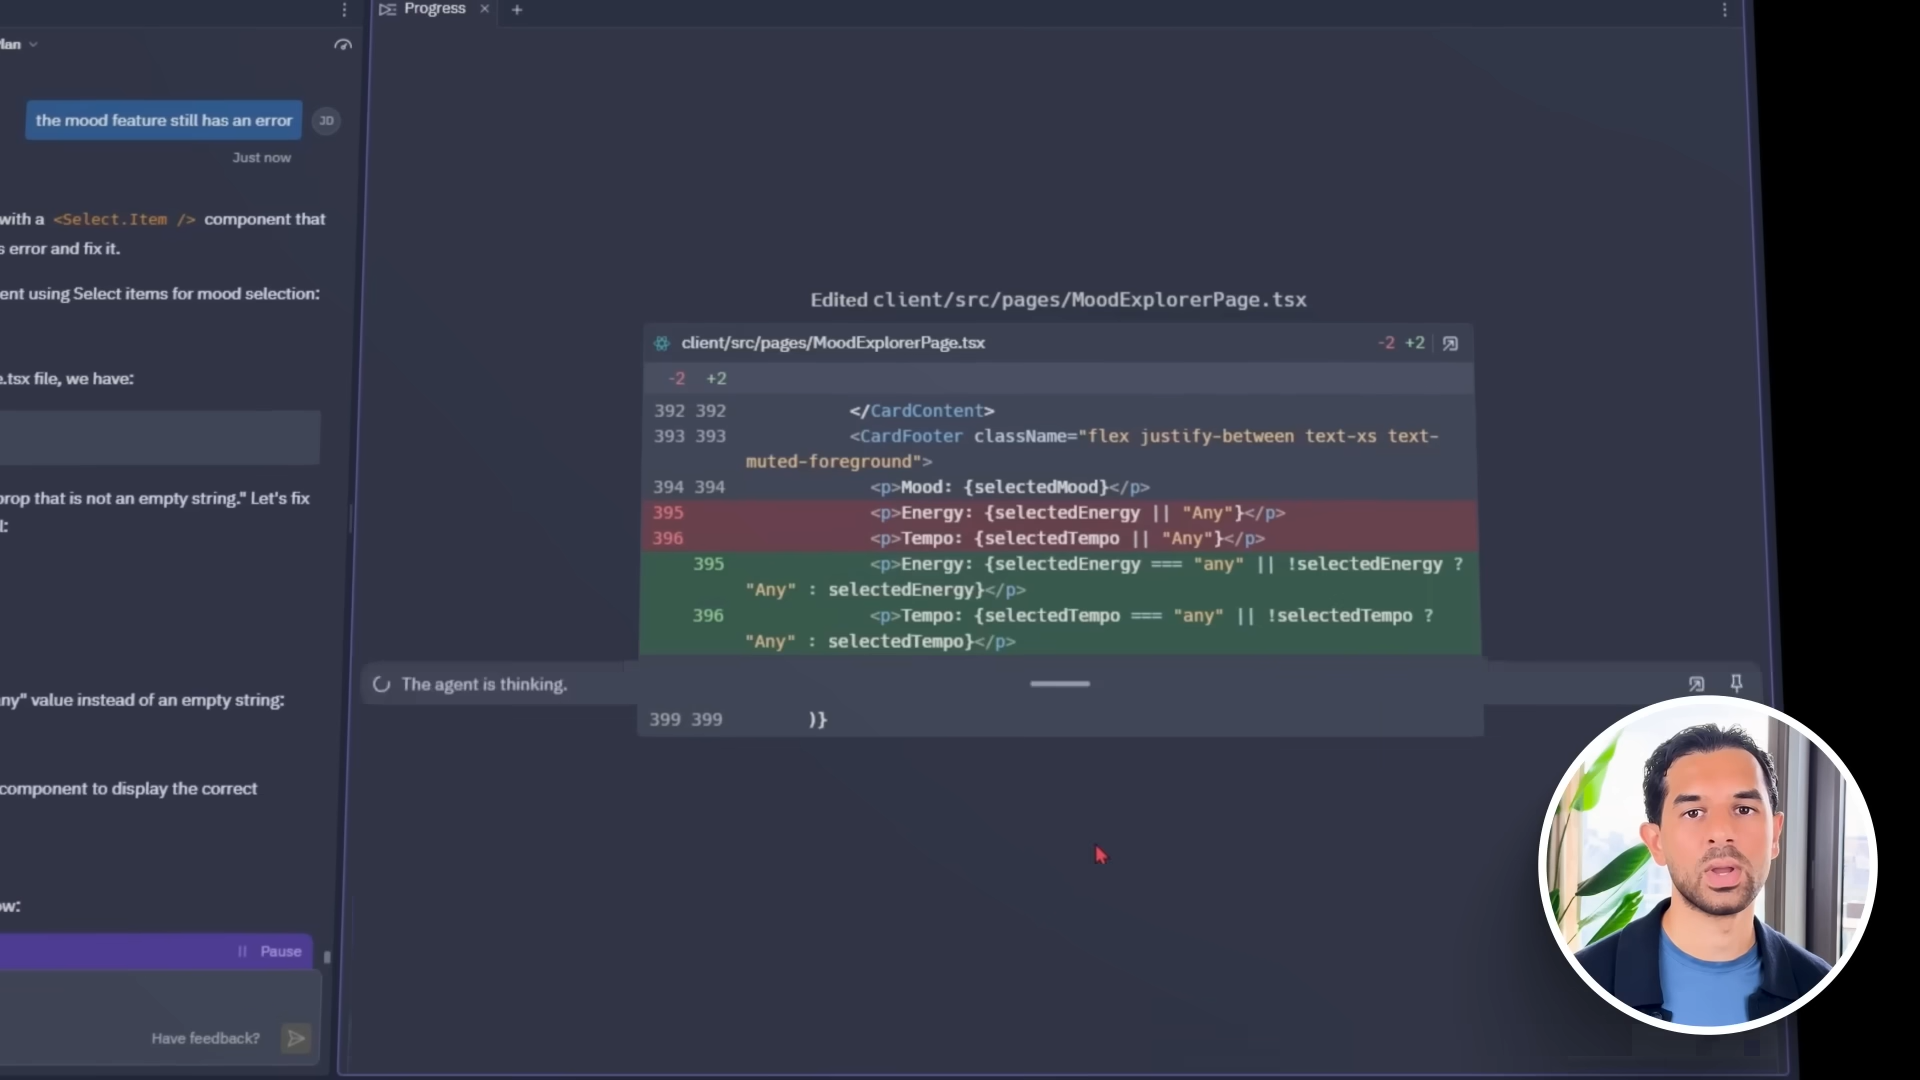 Progress
the mood feature still has an error
JD
Just now
with a <Select.Item /> component that
error and fix it.
ent using Select items for mood selection:
.tsx file, we have:
prop that is not an empty string." Let's fix
any" value instead of an empty string:
component to display the correct
Pause
Have feedback?
Edited client/src/pages/MoodExplorerPage.tsx
client/src/pages/MoodExplorerPage.tsx -2 +2
-2 +2
392 392 </CardContent>
393 393 <CardFooter className="flex justify-between text-xs text-
muted-foreground">
394 394 <p>Mood: {selectedMood}</p>
395 <p>Energy: {selectedEnergy || "Any"}</p>
396 <p>Tempo: {selectedTempo || "Any"}</p>
395 <p>Energy: {selectedEnergy === "any" || !selectedEnergy ?
"Any" : selectedEnergy}</p>
396 <p>Tempo: {selectedTempo === "any" || !selectedTempo ?
"Any" : selectedTempo}</p>
The agent is thinking.
399 399 )}